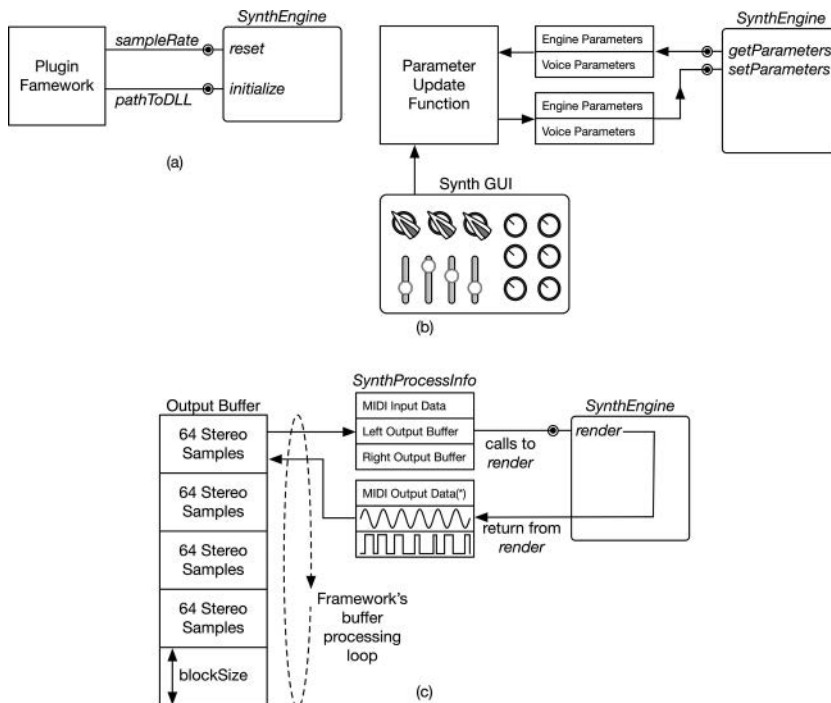 SynthEngine
sampleRate
reset
Plugin
Famework
initialize
pathToDLL
(a)
SynthEngine
Engine Parameters
Voice Parameters
getParameters
setParameters
Parameter
Update
Function
Engine Parameters
Voice Parameters
Synth GUI
(b)
SynthProcessInfo
Output Buffer
SynthEngine
64 Stereo
Samples
64 Stereo
Samples
64 Stereo
Samples
64 Stereo
Samples
blockSize
MIDI Input Data
Left Output Buffer
Right Output Buffer
calls to
render
render
MIDI Output Data(*)
return from
render
Framework's
buffer
processing
loop
(c)